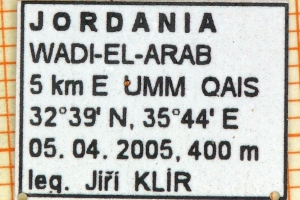 JORDANIA
WADI-EL-ARAB
5 km E UMM QAIS
32°39' N, 35°44' E
05. 04. 2005, 400 m
leg. Jiří KLÍR